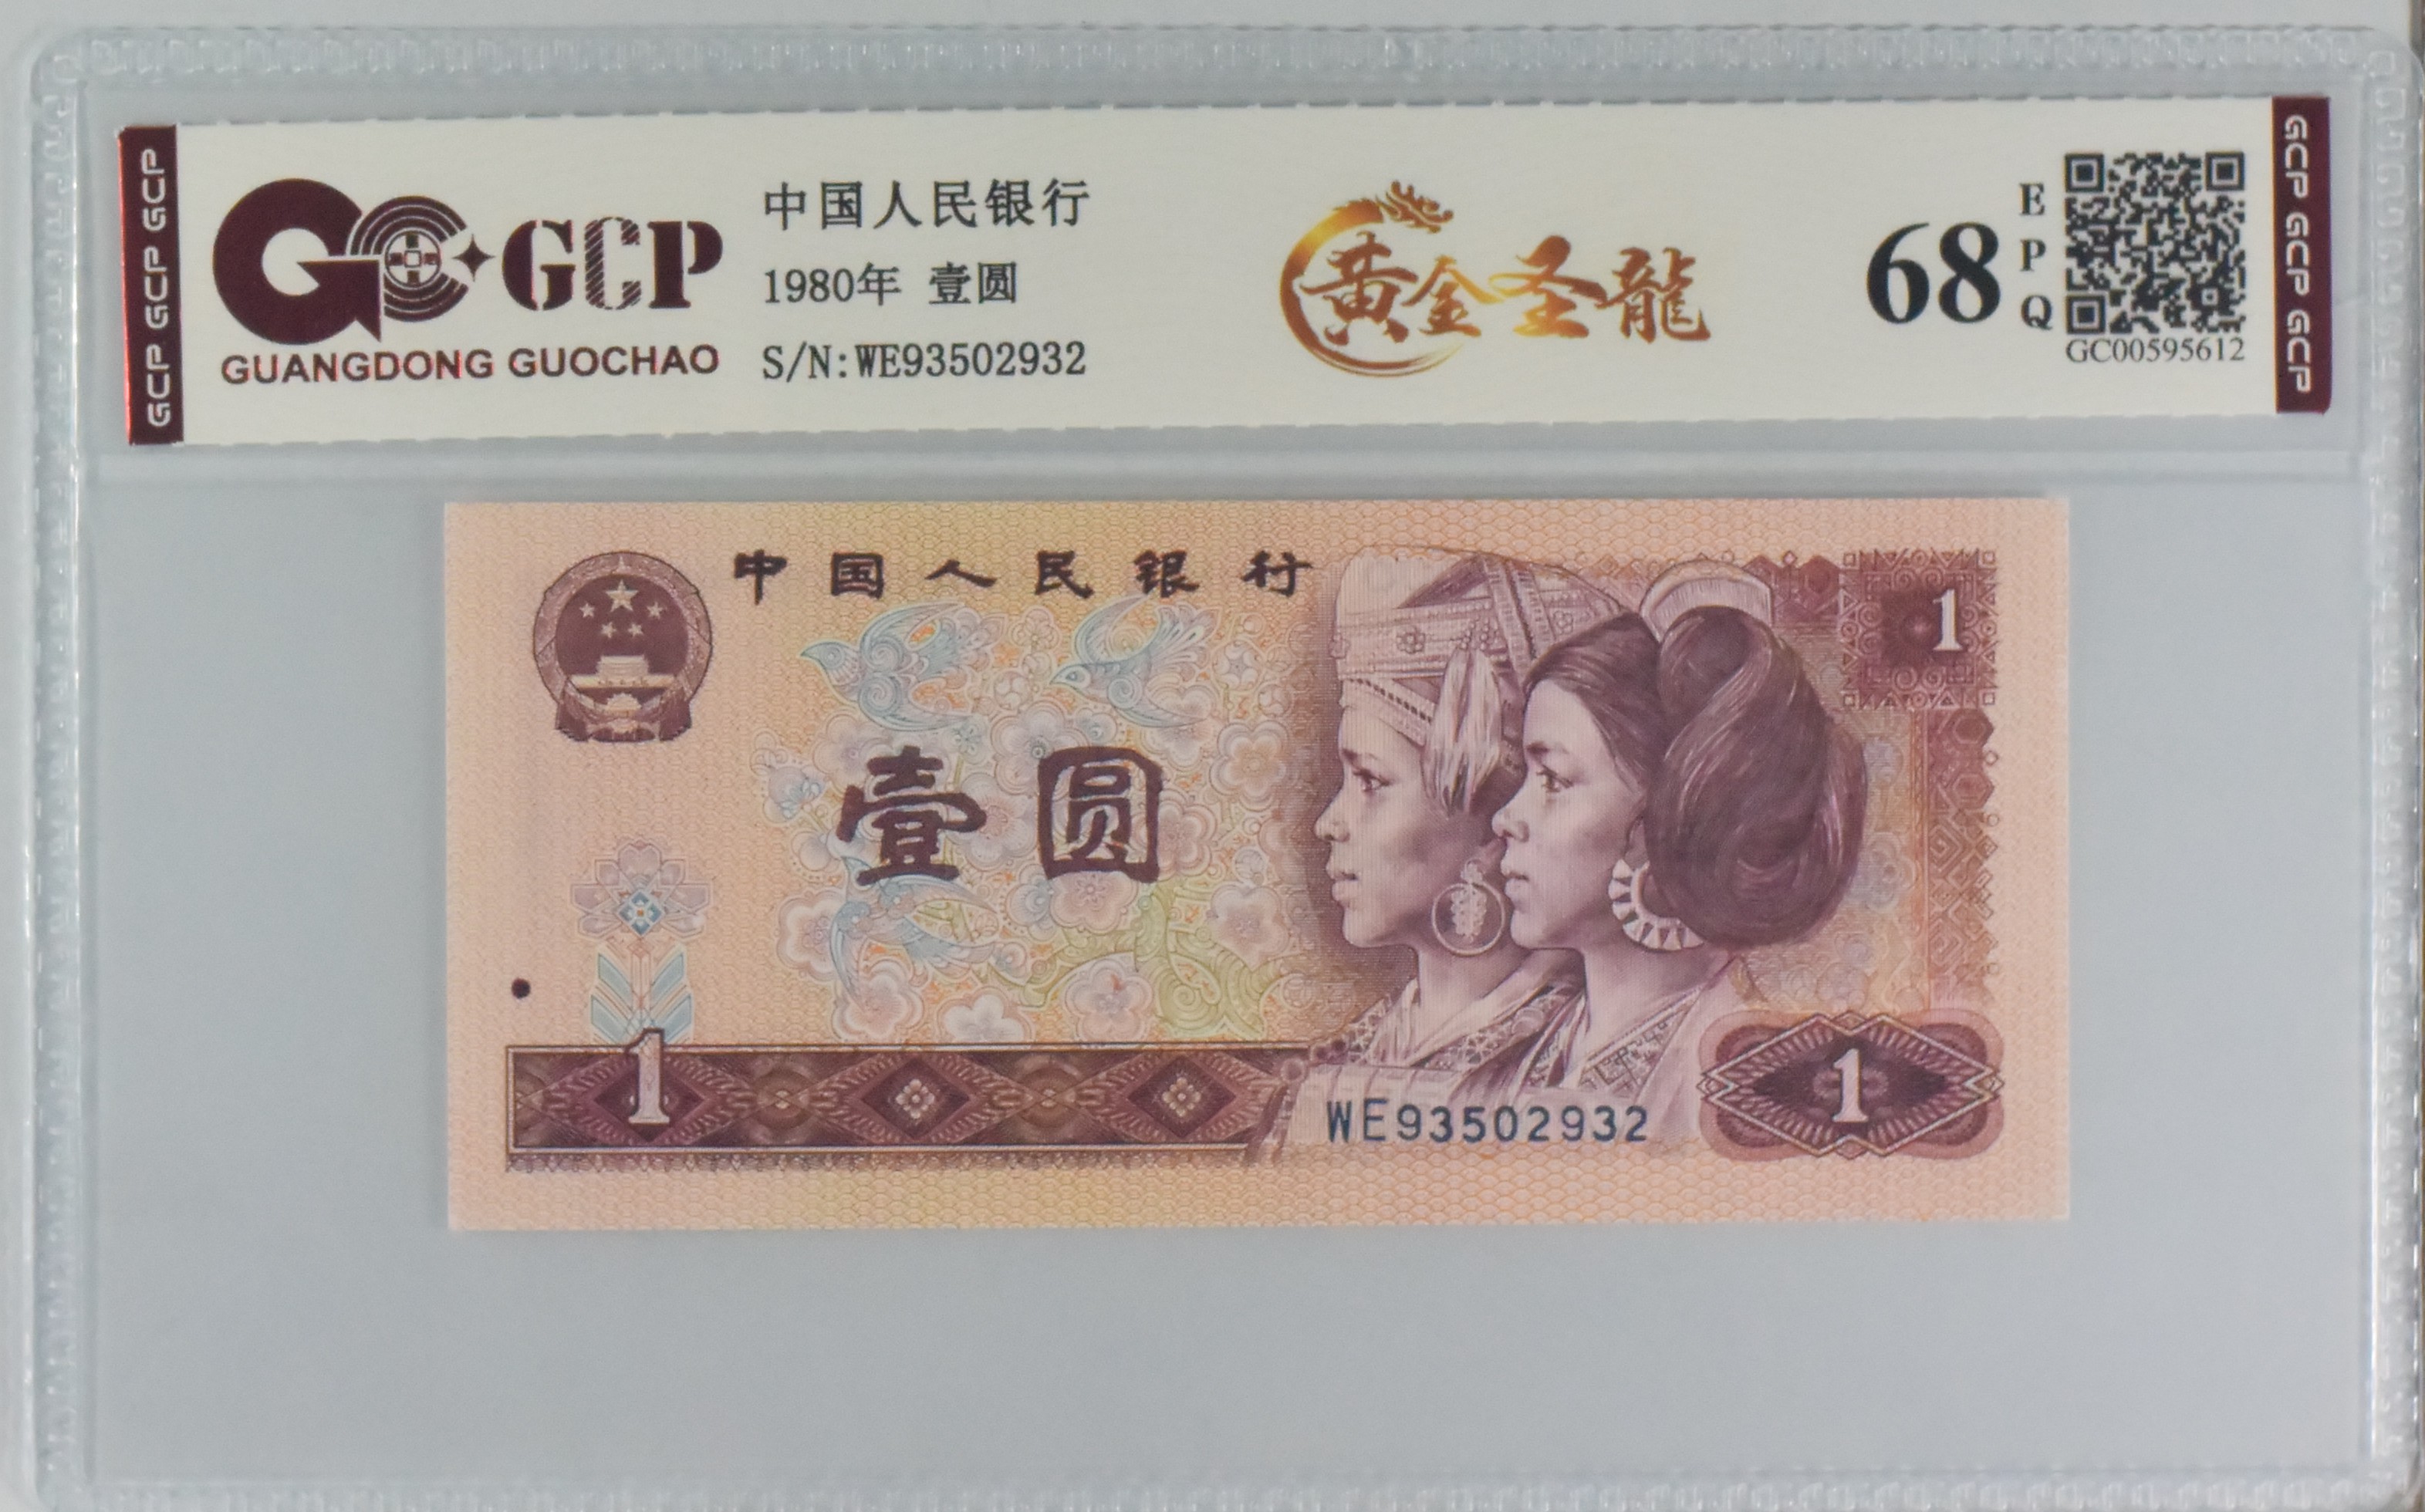 GCP GCP GCP
GCP
GUANGDONG GUOCHAO
中国人民银行
1980年 壹圆
S/N:WE93502932
黄金圣龍
68
EPQ
GC00595612
GCP GCP GCP GCP
中国人民银行
1
壹圆
1
1
WE93502932